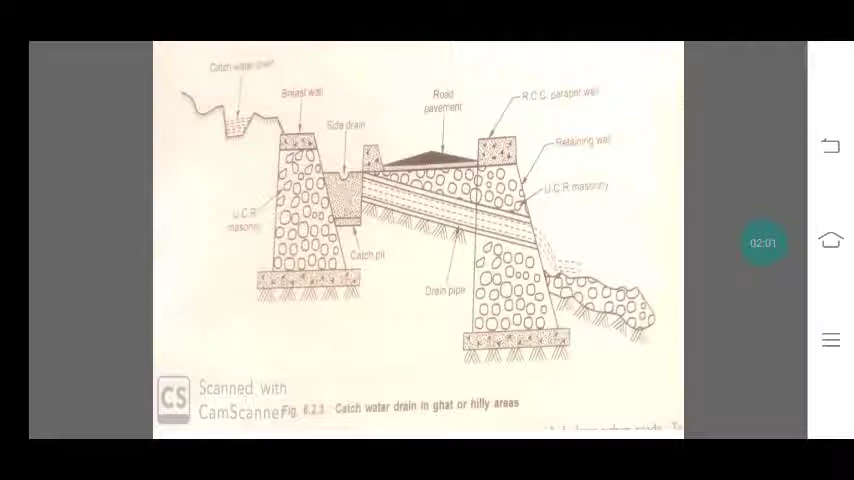 Catch water drain
Breast wall
Side drain
Road
pavement
R.C.C. parapet wall
Retaining wall
U.C.R masonry
U.C.R
masonry
Catch pit
Drain pipe
02:01
CS Scanned with
CamScanner
Fig. 6.2.1 : Catch water drain in ghat or hilly areas